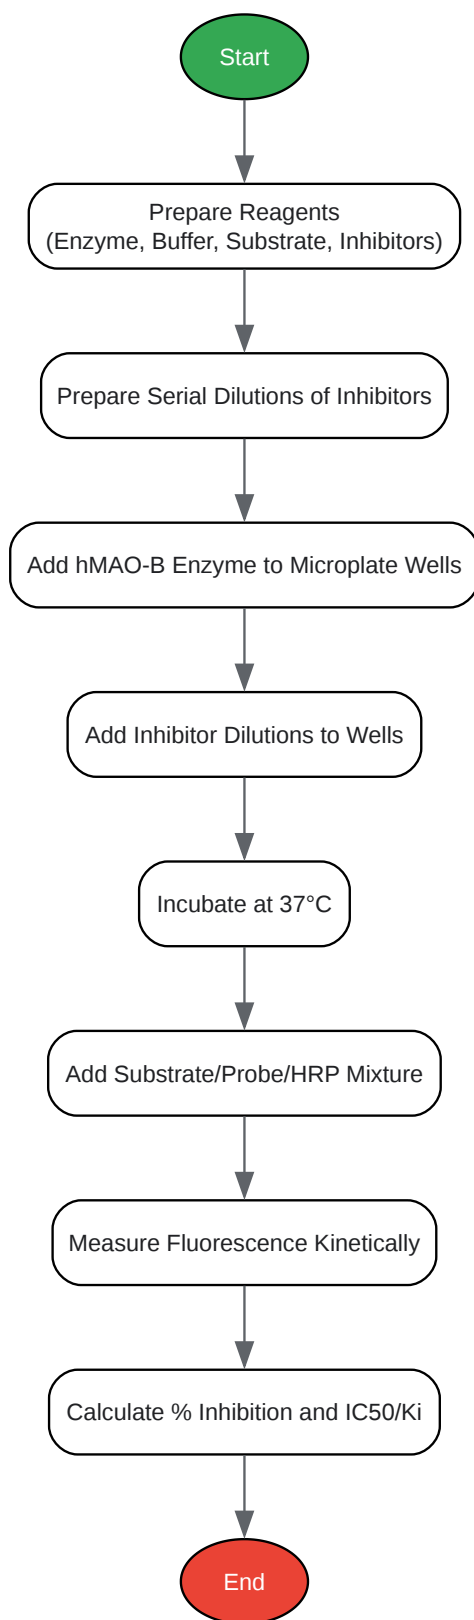 Start
Prepare Reagents
(Enzyme, Buffer, Substrate, Inhibitors)
Prepare Serial Dilutions of Inhibitors
Add hMAO-B Enzyme to Microplate Wells
Add Inhibitor Dilutions to Wells
Incubate at 37°C
Add Substrate/Probe/HRP Mixture
Measure Fluorescence Kinetically
Calculate % Inhibition and IC50/Ki
End